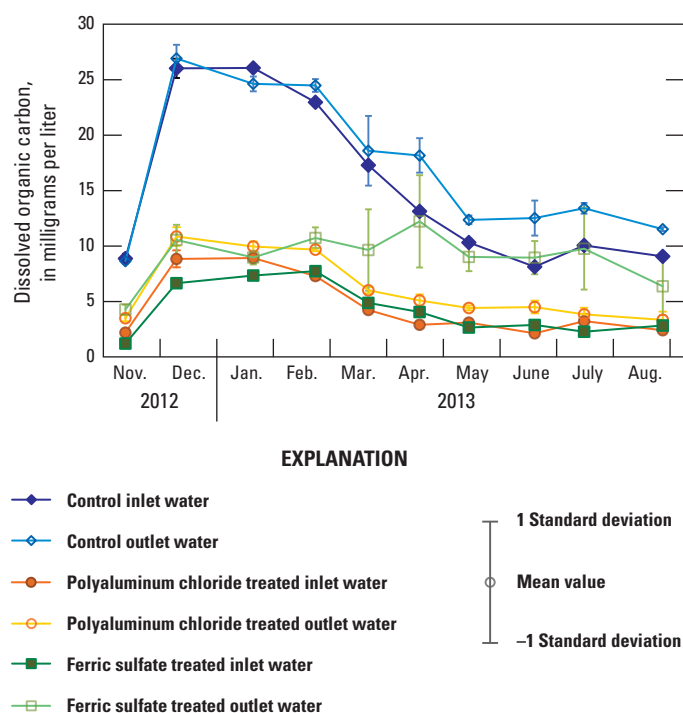 Dissolved organic carbon,
in milligrams per liter
30
25
20
15
10
5
0
Nov. Dec. Jan. Feb. Mar. Apr. May June July Aug.
2012 2013
EXPLANATION
Control inlet water
Control outlet water
Polyaluminum chloride treated inlet water
Polyaluminum chloride treated outlet water
Ferric sulfate treated inlet water
Ferric sulfate treated outlet water
1 Standard deviation
Mean value
–1 Standard deviation